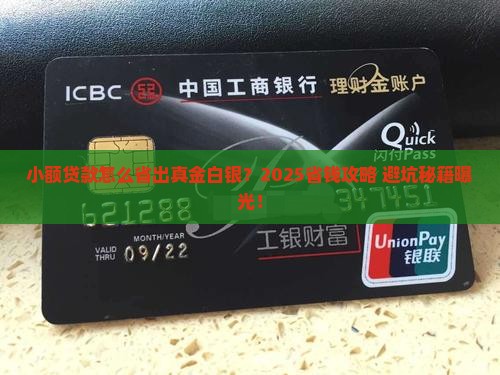 ICBC 中国工商银行 理财金账户
Quick
闪付Pass
小额贷款怎么省出真金白银？2025省钱攻略 避坑秘籍曝
光！
621288 347451
MONTH/YEAR
VALID
THRU 09/22
工银财富
UnionPay
银联